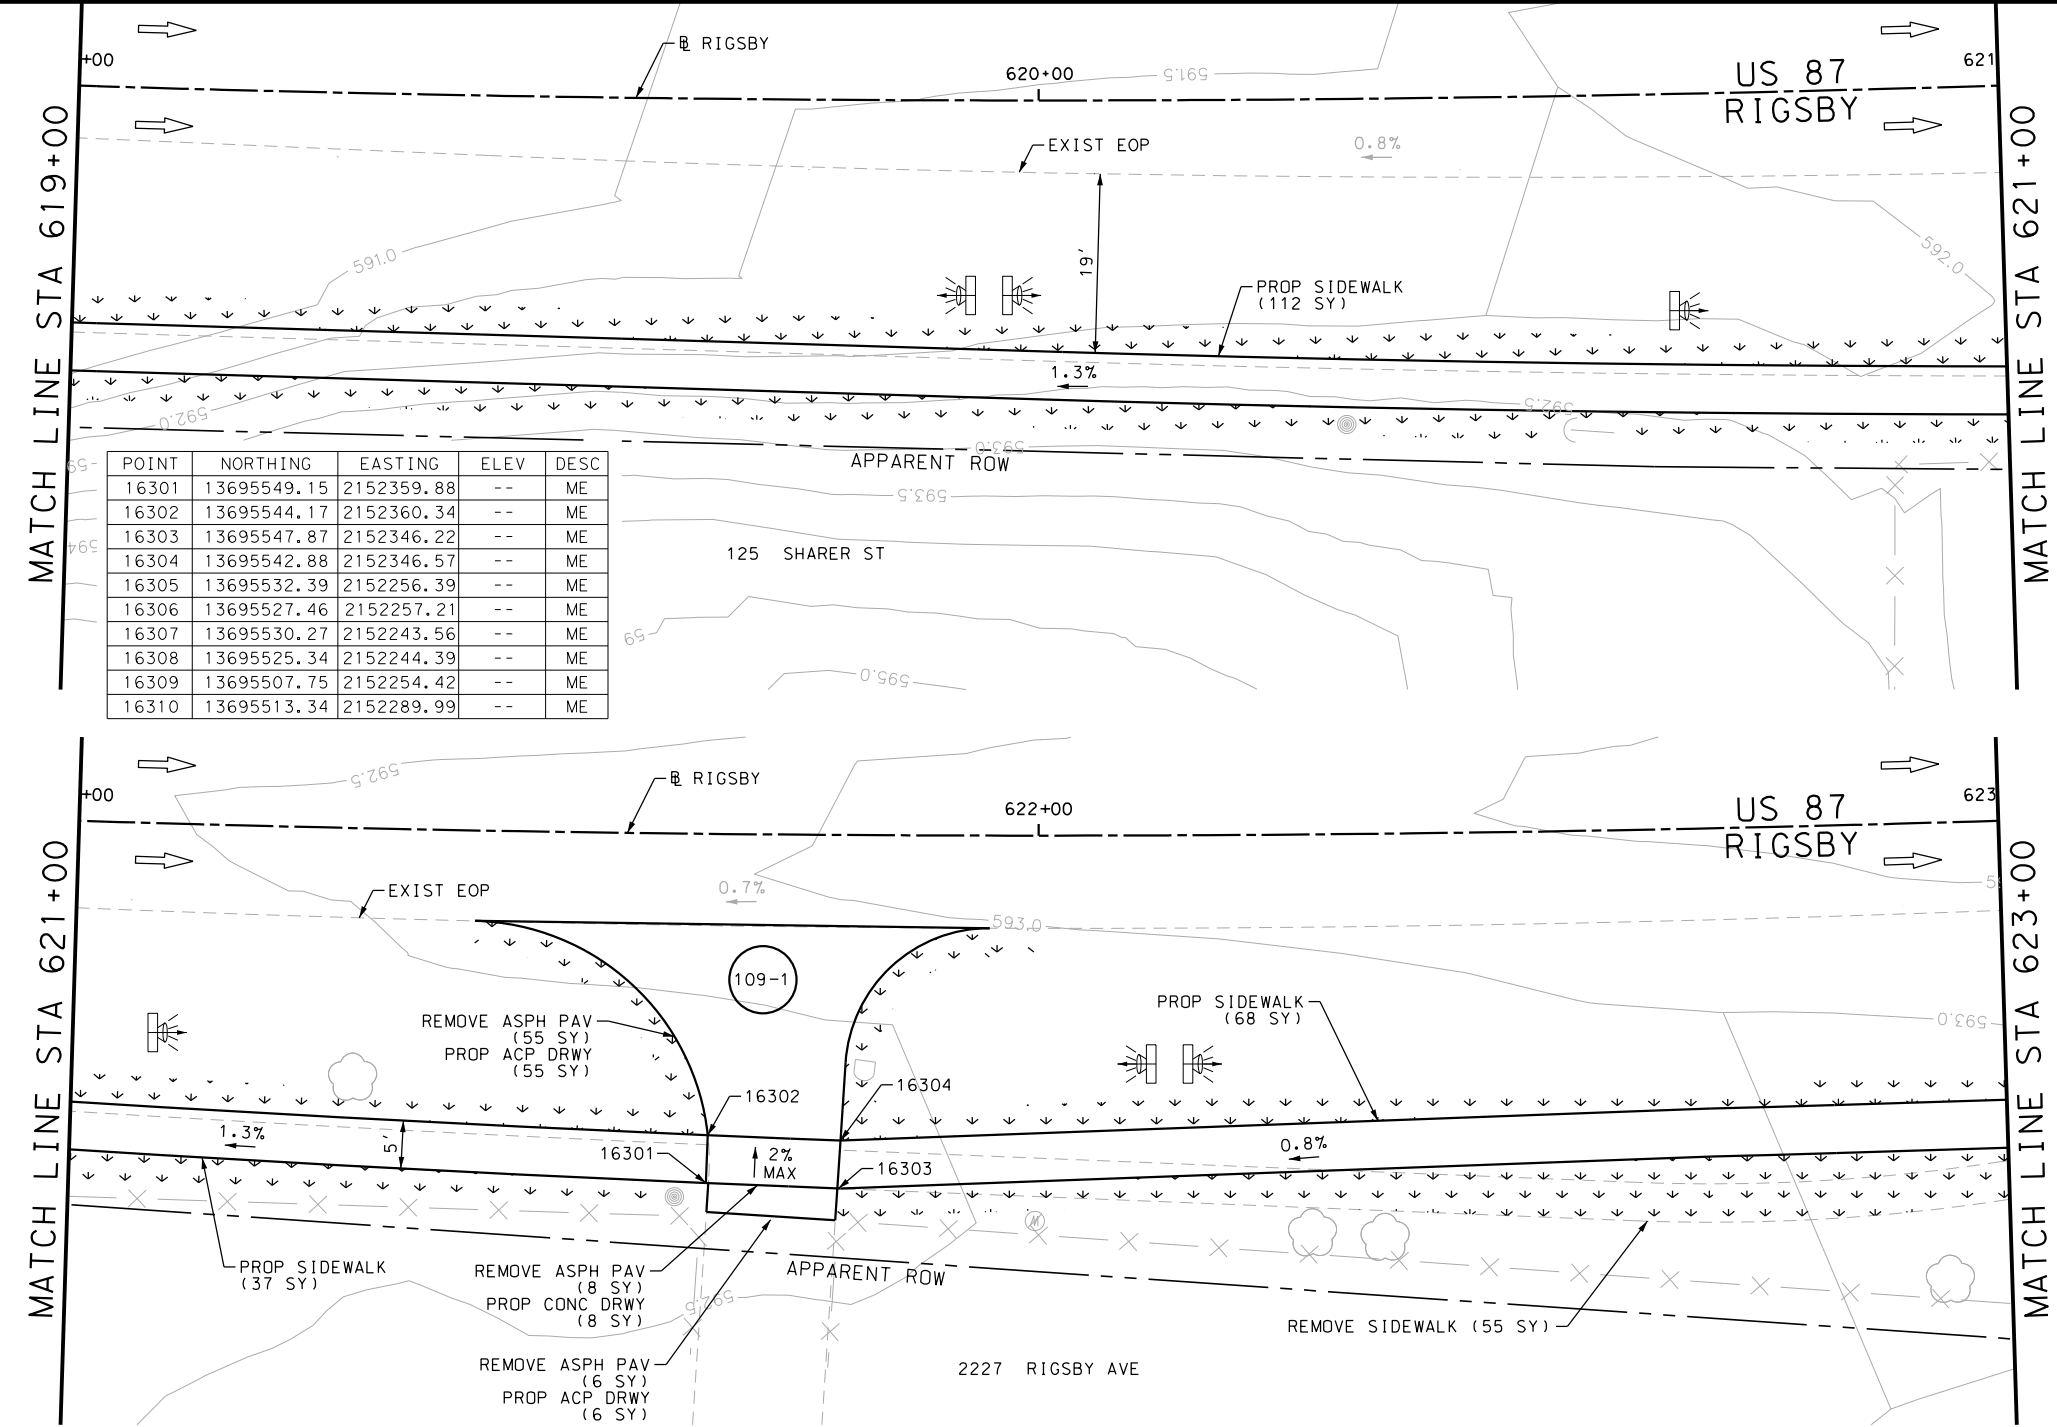 +00
℄ RIGSBY
620+00
591.5
US 87
RIGSBY
621
MATCH LINE STA 619+00
MATCH LINE STA 621+00
EXIST EOP
0.8%
19'
591.0
592.0
PROP SIDEWALK
(112 SY)
1.3%
592.5
592.0
593.0
APPARENT ROW
593.5
125 SHARER ST
594
59
595.0
POINT NORTHING EASTING ELEV DESC
16301 13695549.15 2152359.88 -- ME
16302 13695544.17 2152360.34 -- ME
16303 13695547.87 2152346.22 -- ME
16304 13695542.88 2152346.57 -- ME
16305 13695532.39 2152256.39 -- ME
16306 13695527.46 2152257.21 -- ME
16307 13695530.27 2152243.56 -- ME
16308 13695525.34 2152244.39 -- ME
16309 13695507.75 2152254.42 -- ME
16310 13695513.34 2152289.99 -- ME
+00
592.5
℄ RIGSBY
622+00
US 87
RIGSBY
623
MATCH LINE STA 621+00
MATCH LINE STA 623+00
EXIST EOP
0.7%
593.0
109-1
REMOVE ASPH PAV
(55 SY)
PROP ACP DRWY
(55 SY)
PROP SIDEWALK
(68 SY)
593.0
16302
16304
1.3%
5'
16301
2%
MAX
16303
0.8%
PROP SIDEWALK
(37 SY)
REMOVE ASPH PAV
(8 SY)
PROP CONC DRWY
(8 SY)
592.5
APPARENT ROW
M
REMOVE SIDEWALK (55 SY)
REMOVE ASPH PAV
(6 SY)
PROP ACP DRWY
(6 SY)
2227 RIGSBY AVE